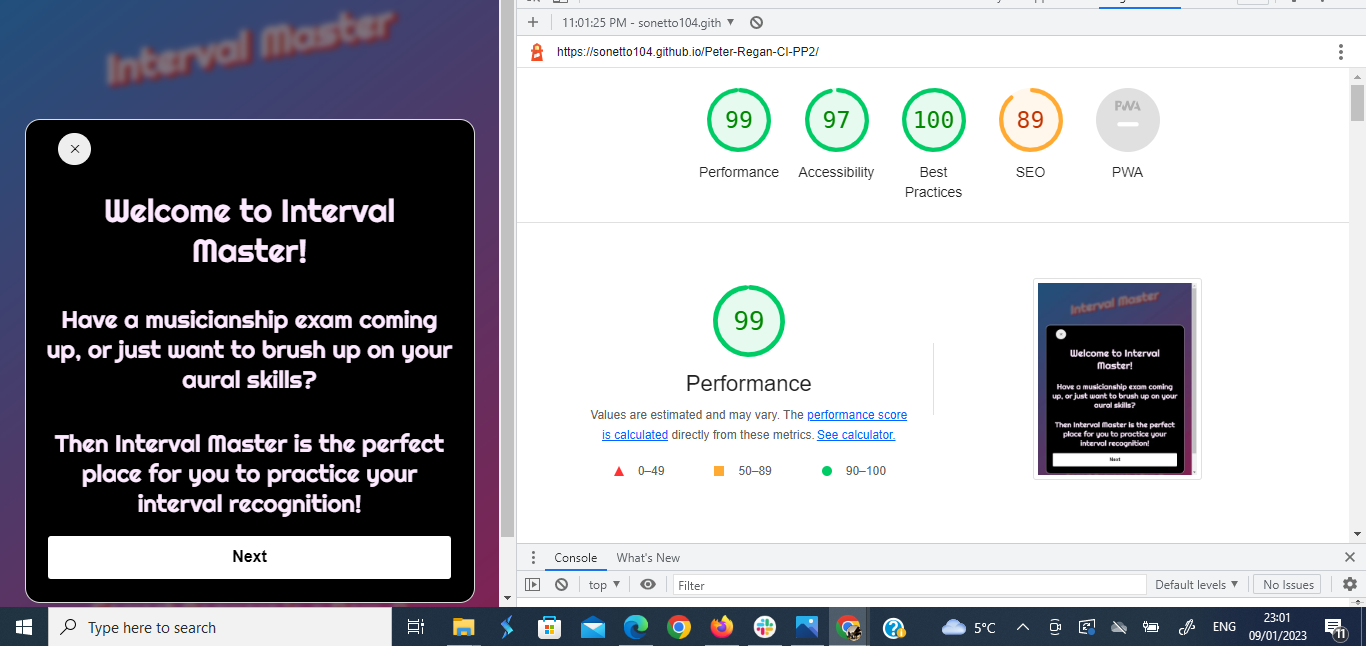 Interval Master
×
Welcome to Interval
Master!
Have a musicianship exam coming
up, or just want to brush up on your
aural skills?
Then Interval Master is the perfect
place for you to practice your
interval recognition!
Next
11:01:25 PM - sonetto104.gith
https://sonetto104.github.io/Peter-Regan-CI-PP2/
99
97
100
89
PWA
Performance
Accessibility
Best
Practices
SEO
PWA
99
Performance
Values are estimated and may vary. The performance score
is calculated directly from these metrics. See calculator.
0–49
50–89
90–100
Interval Master
Welcome to Interval
Master!
Have a musicianship exam coming
up, or just want to brush up on your
aural skills?
Then Interval Master is the perfect
place for you to practice your
interval recognition!
Next
Console
What's New
top
Filter
Default levels
No Issues
Type here to search
5°C
ENG
23:01
09/01/2023
11